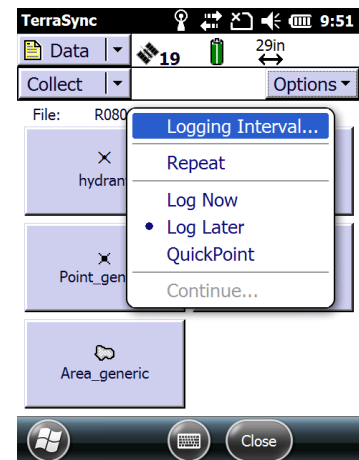 TerraSync 9:51
Data 19 29in
Collect Options
File: R080
Logging Interval...
Repeat
Log Now
Log Later
QuickPoint
Continue...
hydran
Point_gen
Area_generic
Close